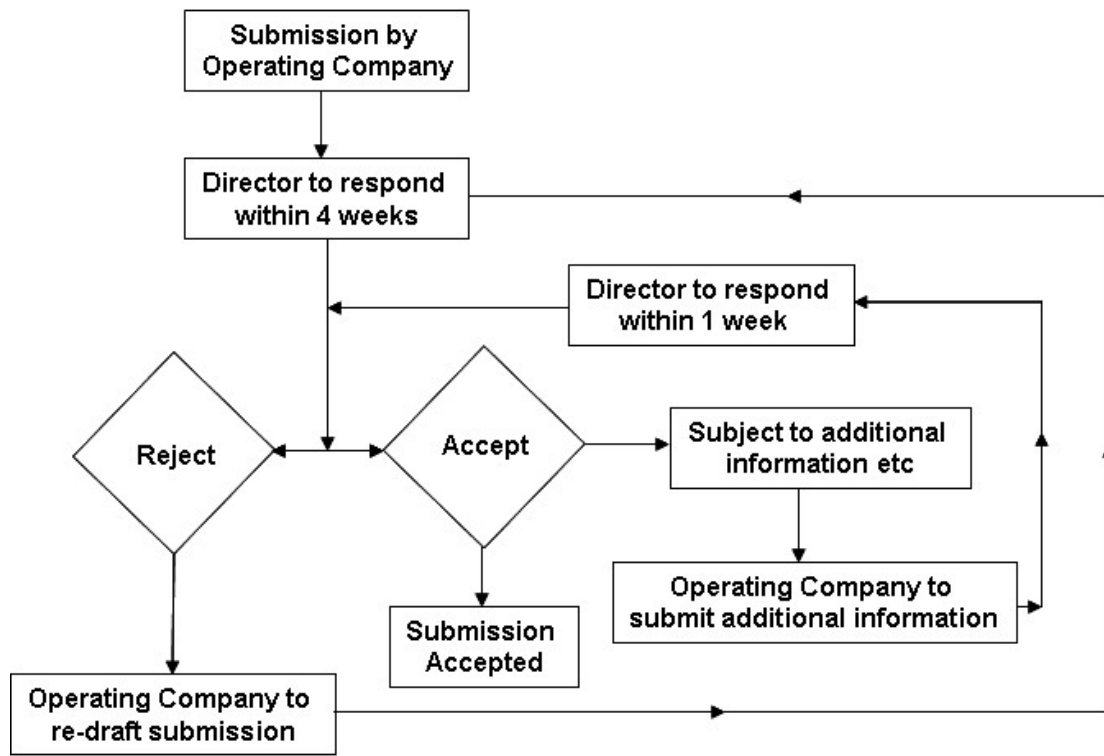 Submission by
Operating Company
Director to respond
within 4 weeks
Director to respond
within 1 week
Reject
Accept
Subject to additional
information etc
Operating Company to
submit additional information
Submission
Accepted
Operating Company to
re-draft submission